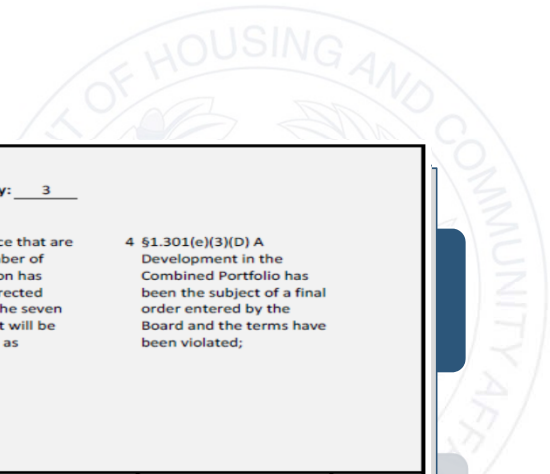 OF HOUSING AND COMMUNITY
y: 3
ce that are
ber of
on has
rected
he seven
t will be
as
4 §1.301(e)(3)(D) A
Development in the
Combined Portfolio has
been the subject of a final
order entered by the
Board and the terms have
been violated;